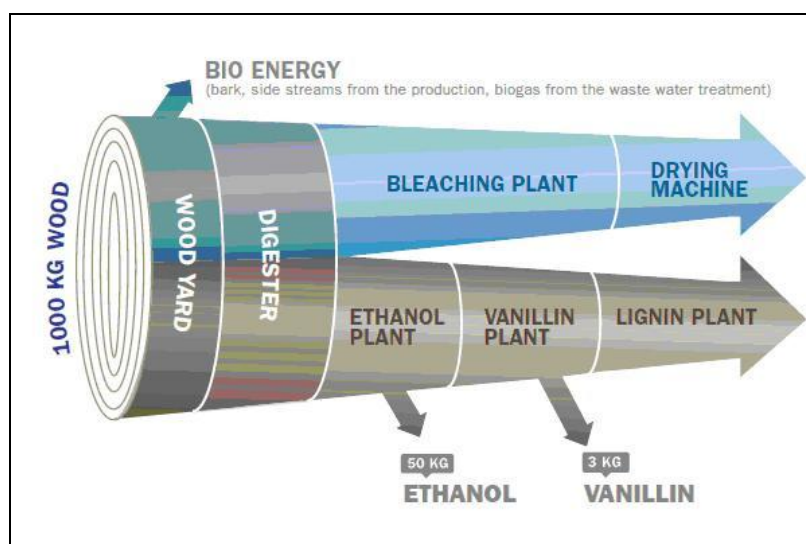 BIO ENERGY
(bark, side streams from the production, biogas from the waste water treatment)
1000 KG WOOD
WOOD YARD
DIGESTER
BLEACHING PLANT
DRYING
MACHINE
ETHANOL
PLANT
VANILLIN
PLANT
LIGNIN PLANT
50 KG
ETHANOL
3 KG
VANILLIN